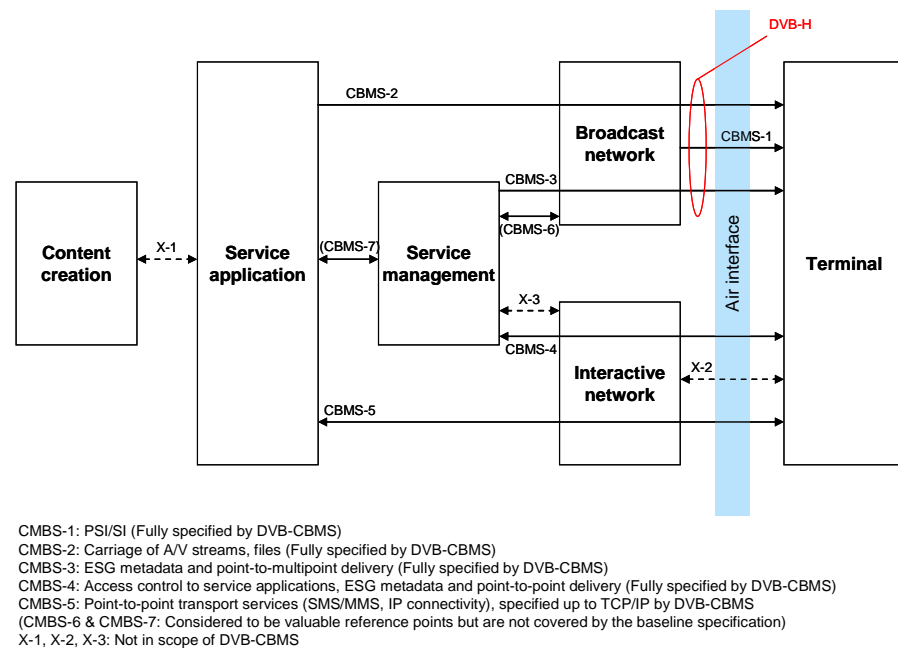 DVB-H
CBMS-2
Broadcast
network
CBMS-1
CBMS-3
(CBMS-6)
Content
creation
X-1
Service
application
(CBMS-7)
Service
management
Air interface
Terminal
X-3
CBMS-4
Interactive
network
X-2
CBMS-5
CMBS-1: PSI/SI (Fully specified by DVB-CBMS)
CMBS-2: Carriage of A/V streams, files (Fully specified by DVB-CBMS)
CMBS-3: ESG metadata and point-to-multipoint delivery (Fully specified by DVB-CBMS)
CMBS-4: Access control to service applications, ESG metadata and point-to-point delivery (Fully specified by DVB-CBMS)
CMBS-5: Point-to-point transport services (SMS/MMS, IP connectivity), specified up to TCP/IP by DVB-CBMS
(CMBS-6 & CMBS-7: Considered to be valuable reference points but are not covered by the baseline specification)
X-1, X-2, X-3: Not in scope of DVB-CBMS